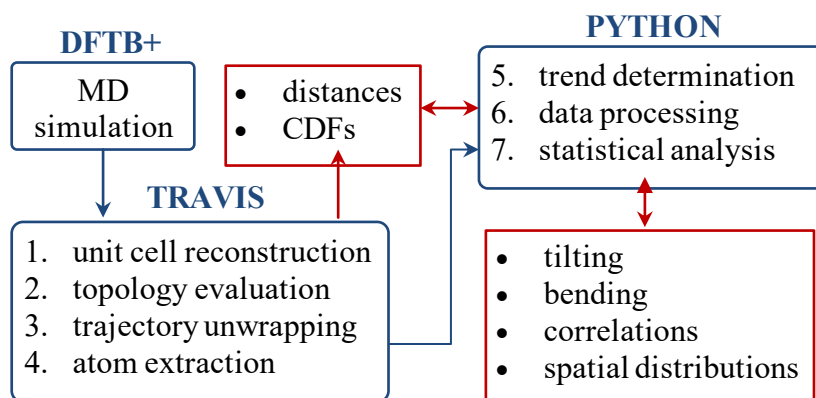 DFTB+
MD
simulation
• distances
• CDFs
PYTHON
5. trend determination
6. data processing
7. statistical analysis
TRAVIS
1. unit cell reconstruction
2. topology evaluation
3. trajectory unwrapping
4. atom extraction
• tilting
• bending
• correlations
• spatial distributions